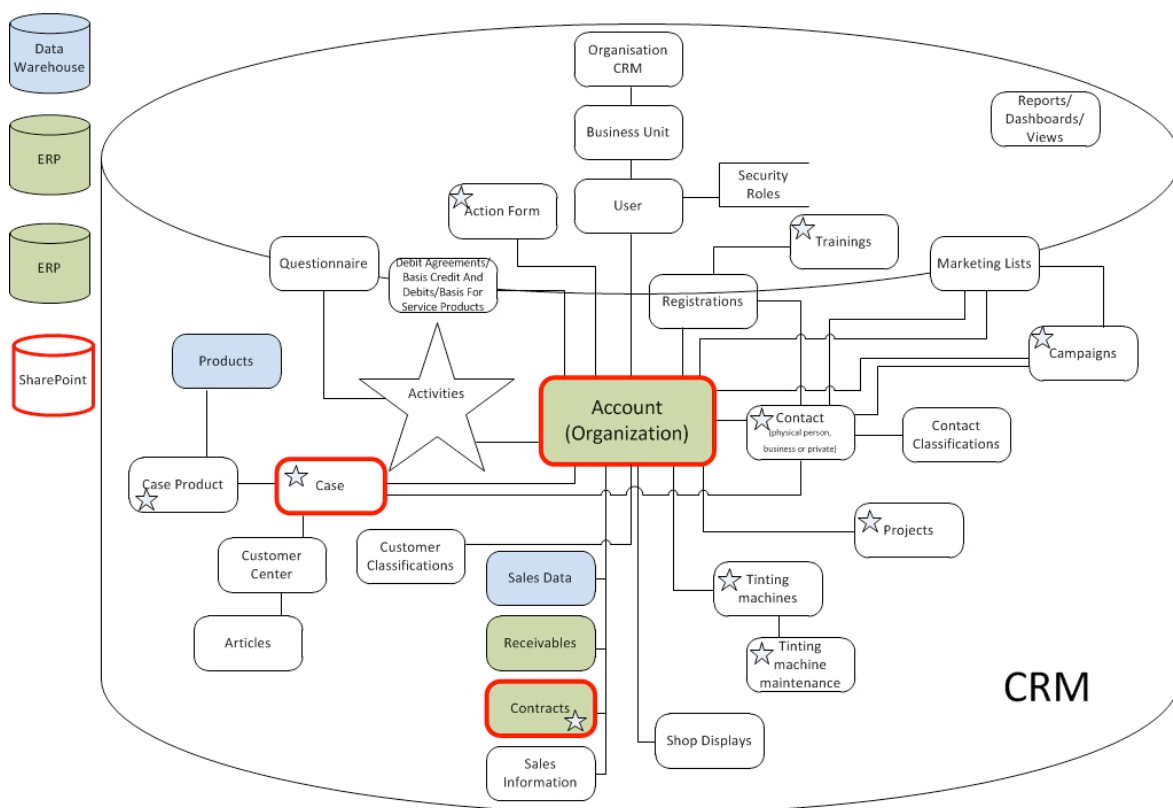 Data
Warehouse
ERP
ERP
SharePoint
Organisation
CRM
Business Unit
User
Security
Roles
Reports/
Dashboards/
Views
Action Form
Trainings
Questionnaire
Debit Agreements/
Basis Credit And
Debits/Basis For
Service Products
Registrations
Marketing Lists
Products
Activities
Campaigns
Account
(Organization)
Contact
(physical person,
business or private)
Contact
Classifications
Case Product
Case
Projects
Customer
Center
Customer
Classifications
Sales Data
Tinting
machines
Articles
Receivables
Tinting
machine
maintenance
Contracts
CRM
Shop Displays
Sales
Information